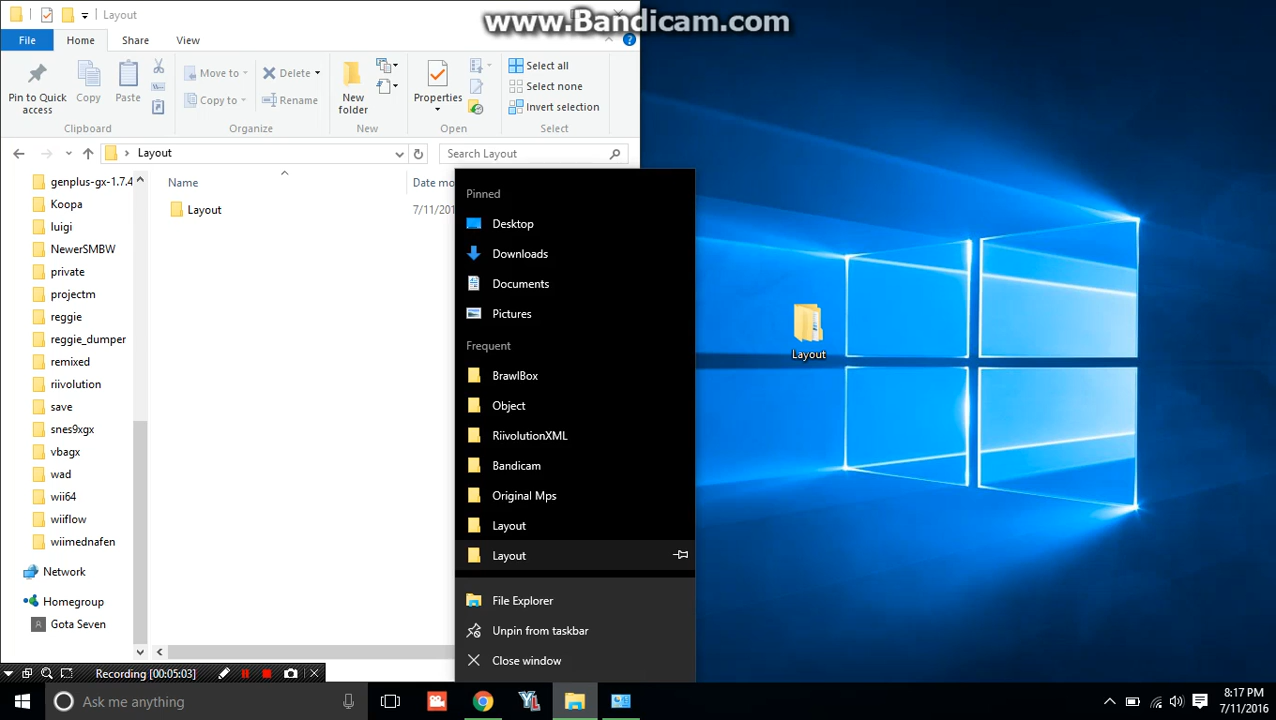 Layout
www.Bandicam.com
File
Home
Share
View
Pin to Quick access
Copy
Paste
Move to
Copy to
Delete
Rename
New folder
Properties
Select all
Select none
Invert selection
Clipboard
Organize
New
Open
Select
Layout
Search Layout
genplus-gx-1.7.4
Koopa
luigi
NewerSMBW
private
projectm
reggie
reggie_dumper
remixed
riivolution
save
snes9xgx
vbagx
wad
wii64
wiiflow
wiimednafen
Network
Homegroup
Gota Seven
Name
Date mo
Layout
7/11/201
Pinned
Desktop
Downloads
Documents
Pictures
Frequent
BrawlBox
Object
RiivolutionXML
Bandicam
Original Mps
Layout
Layout
File Explorer
Unpin from taskbar
Close window
Layout
Recording [00:05:03]
Ask me anything
8:17 PM
7/11/2016